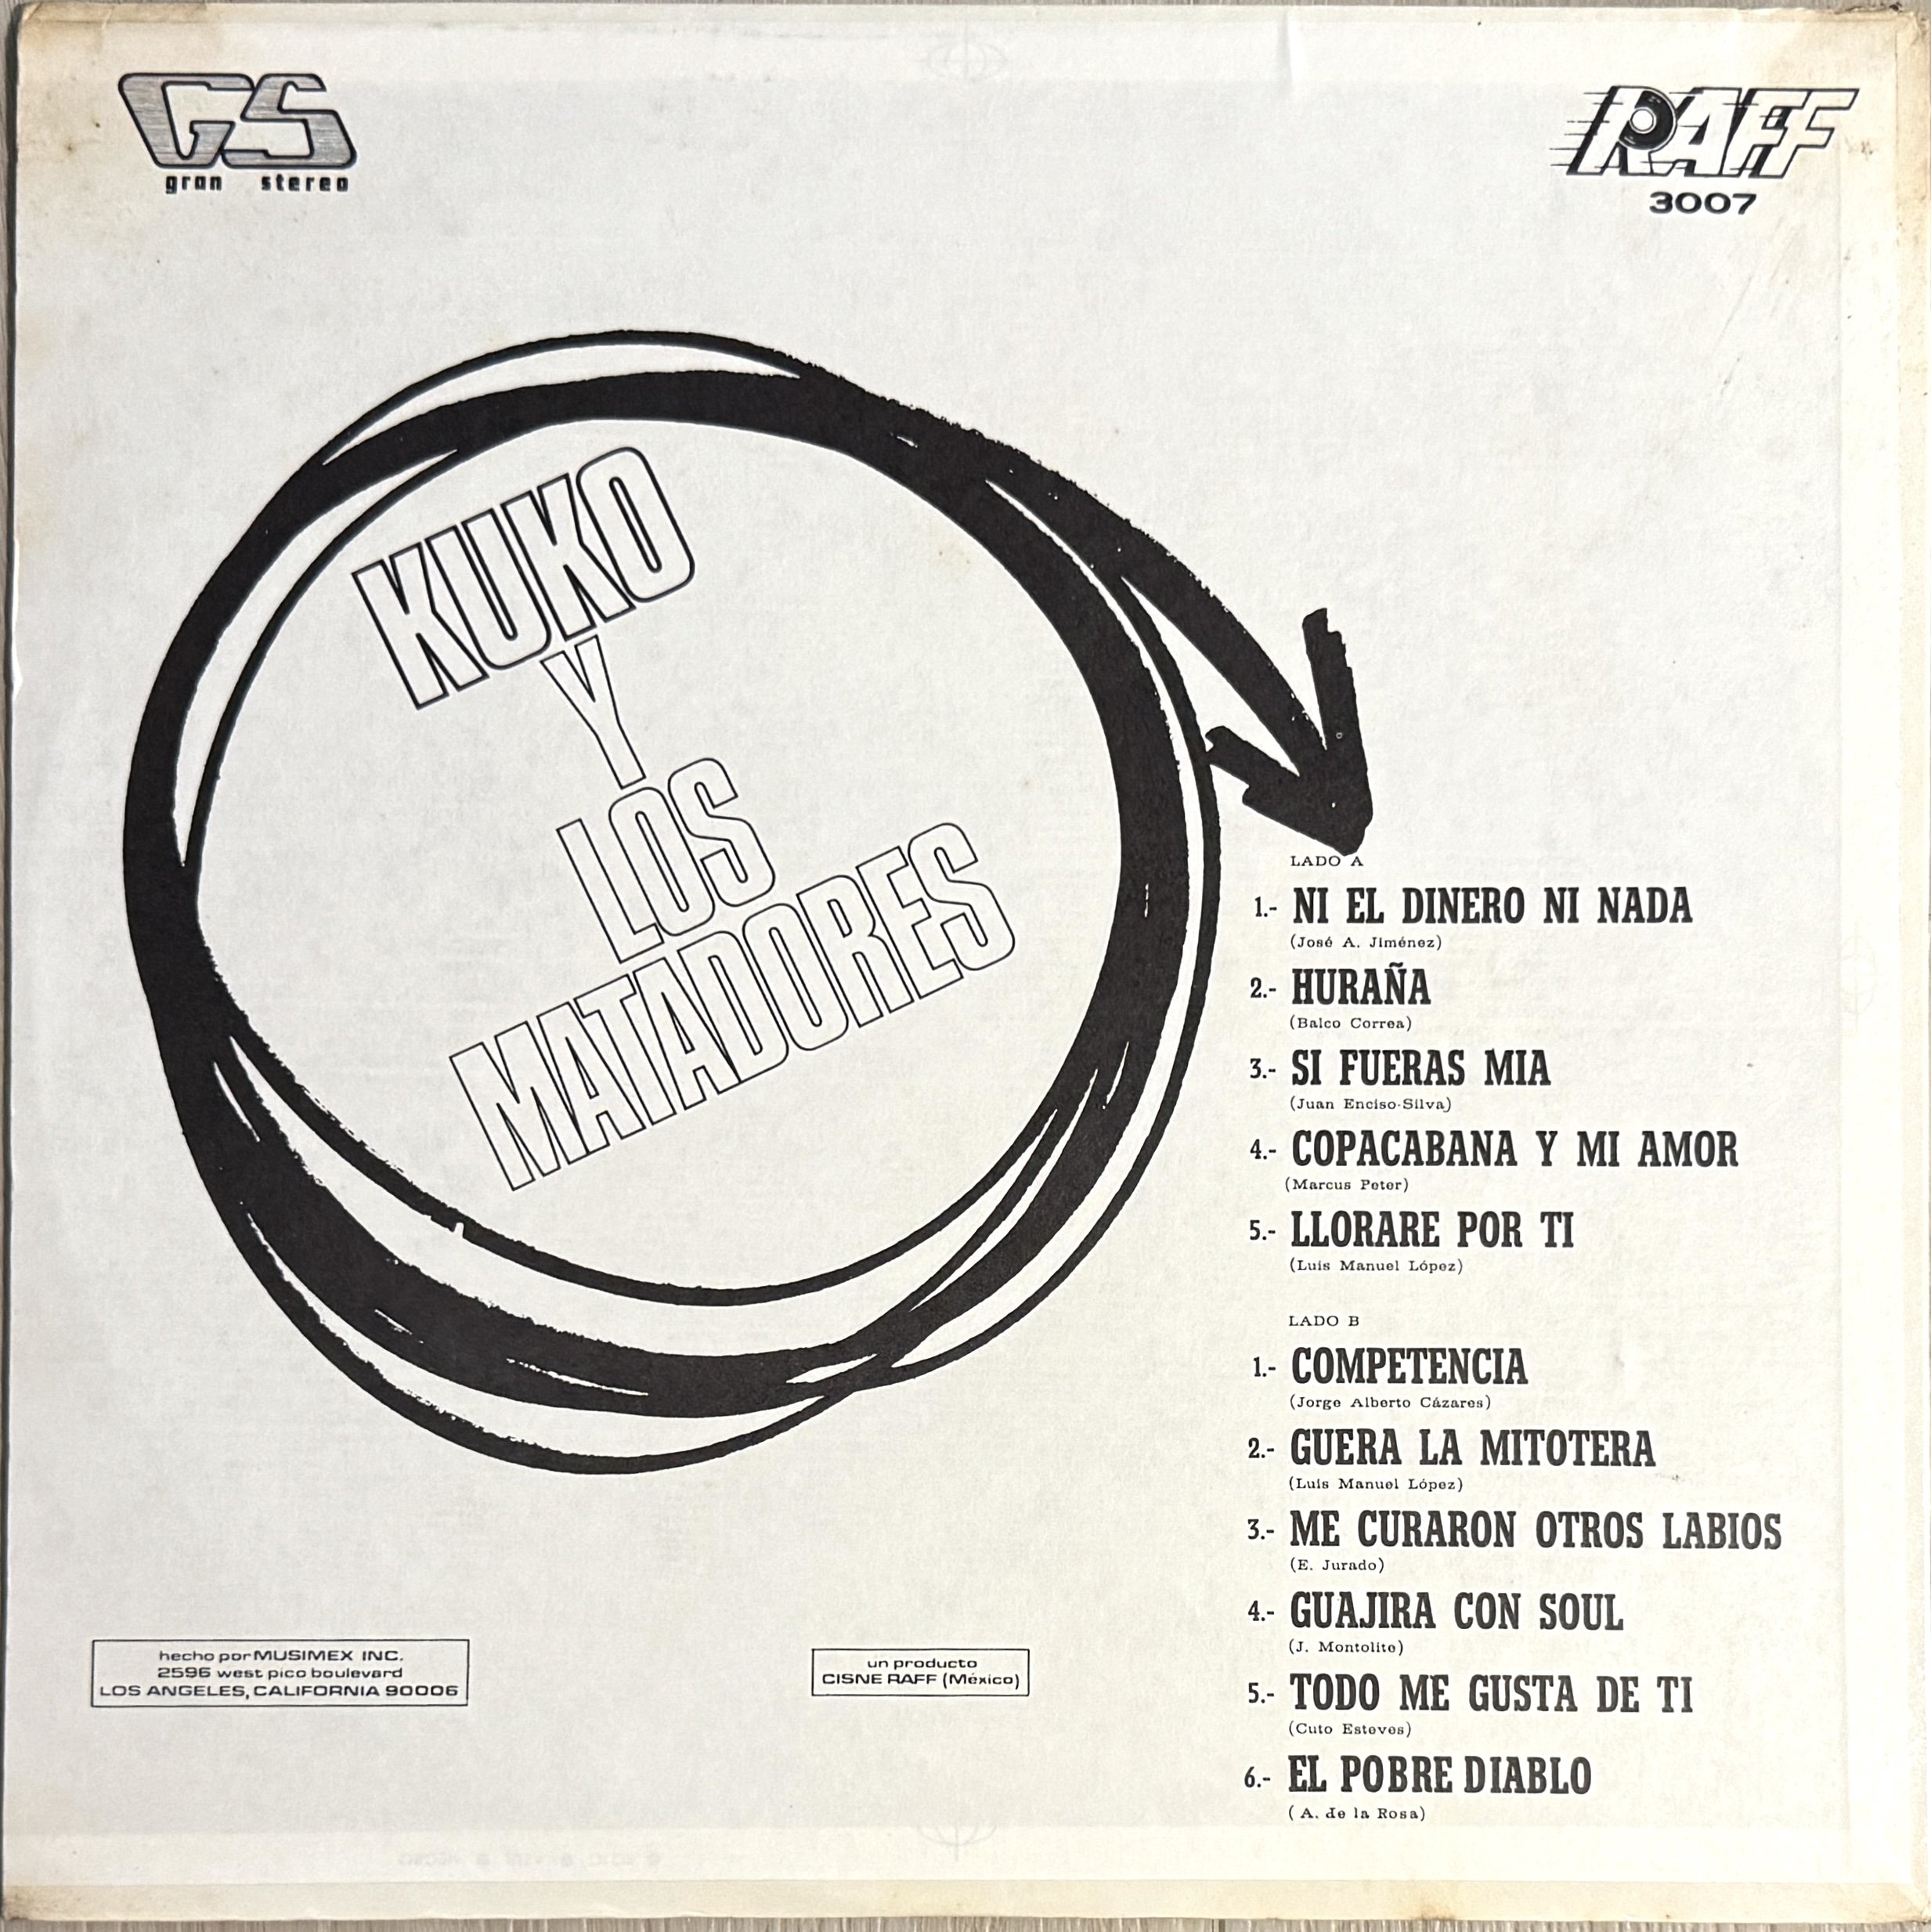 GS
gran stereo
RAFF
3007
KUKO
Y
LOS
MATADORES
LADO A
1.- NI EL DINERO NI NADA
(José A. Jiménez)
2.- HURAÑA
(Balco Correa)
3.- SI FUERAS MIA
(Juan Enciso-Silva)
4.- COPACABANA Y MI AMOR
(Marcus Peter)
5.- LLORARE POR TI
(Luis Manuel López)
LADO B
1.- COMPETENCIA
(Jorge Alberto Cázares)
2.- GUERA LA MITOTERA
(Luis Manuel López)
3.- ME CURARON OTROS LABIOS
(E. Jurado)
4.- GUAJIRA CON SOUL
(J. Montolito)
5.- TODO ME GUSTA DE TI
(Cuto Esteves)
6.- EL POBRE DIABLO
( A. de la Rosa)
hecho por MUSIMEX INC.
2596 west pico boulevard
LOS ANGELES, CALIFORNIA 90006
un producto
CISNE RAFF (México)